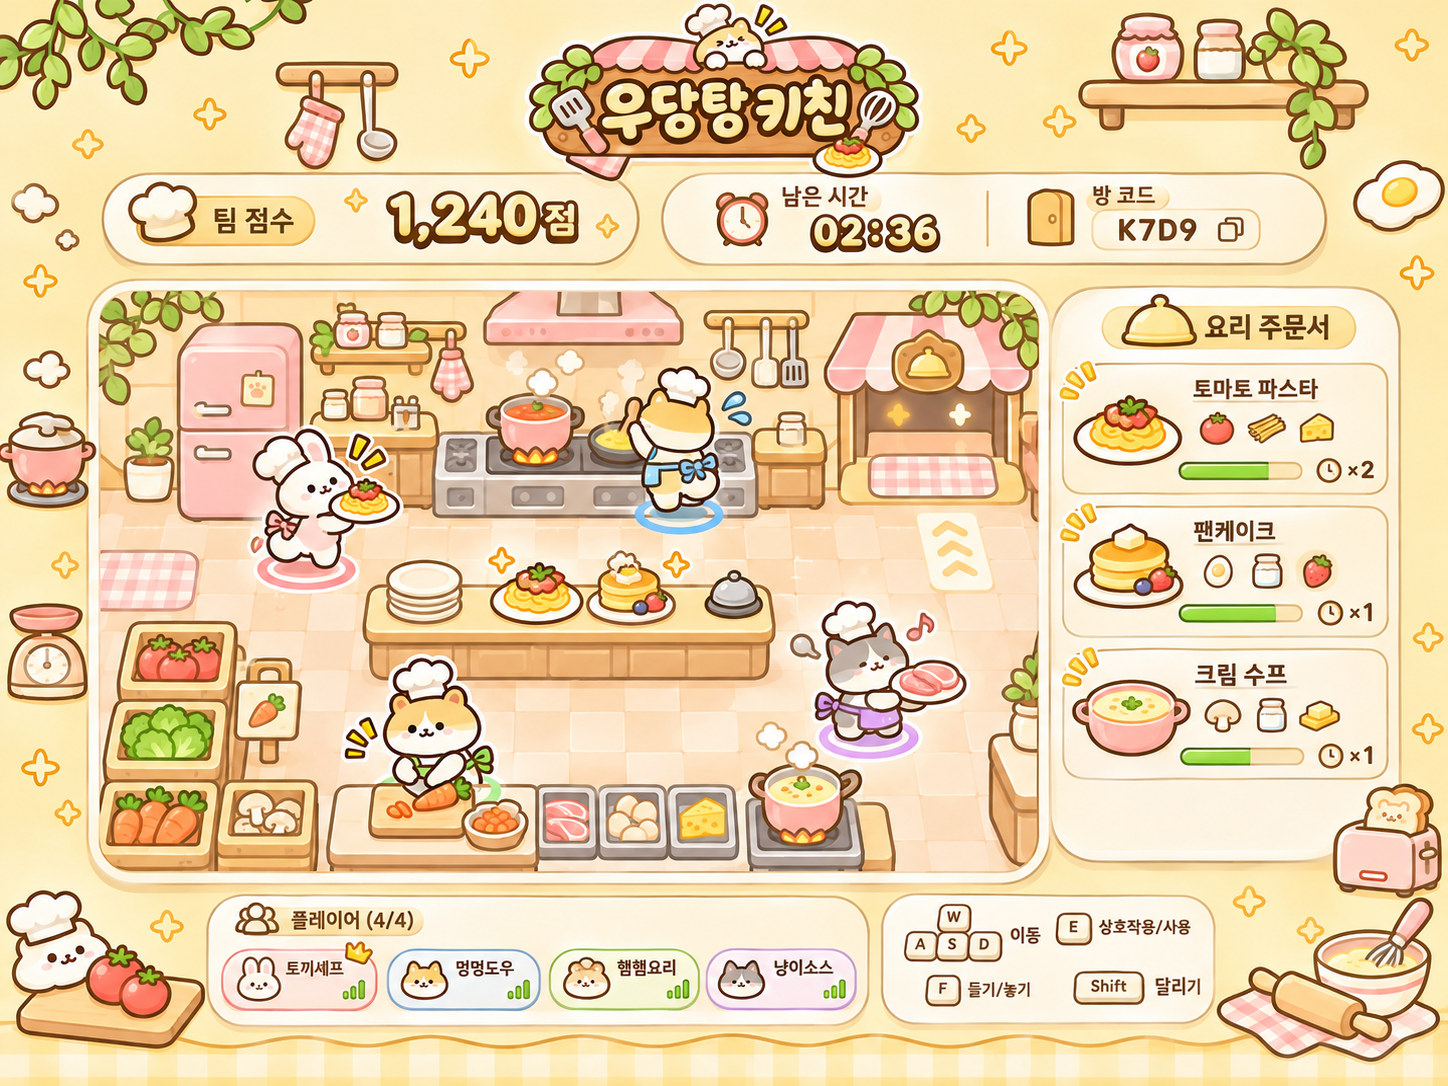 우당탕 키친
팀 점수
1,240점
남은 시간
02:36
방 코드
K7D9
요리 주문서
토마토 파스타
×2
팬케이크
×1
크림 수프
×1
플레이어 (4/4)
토끼셰프
멍멍도우
햄햄요리
냥이소스
W
A S D 이동
E 상호작용/사용
F 들기/놓기
Shift 달리기